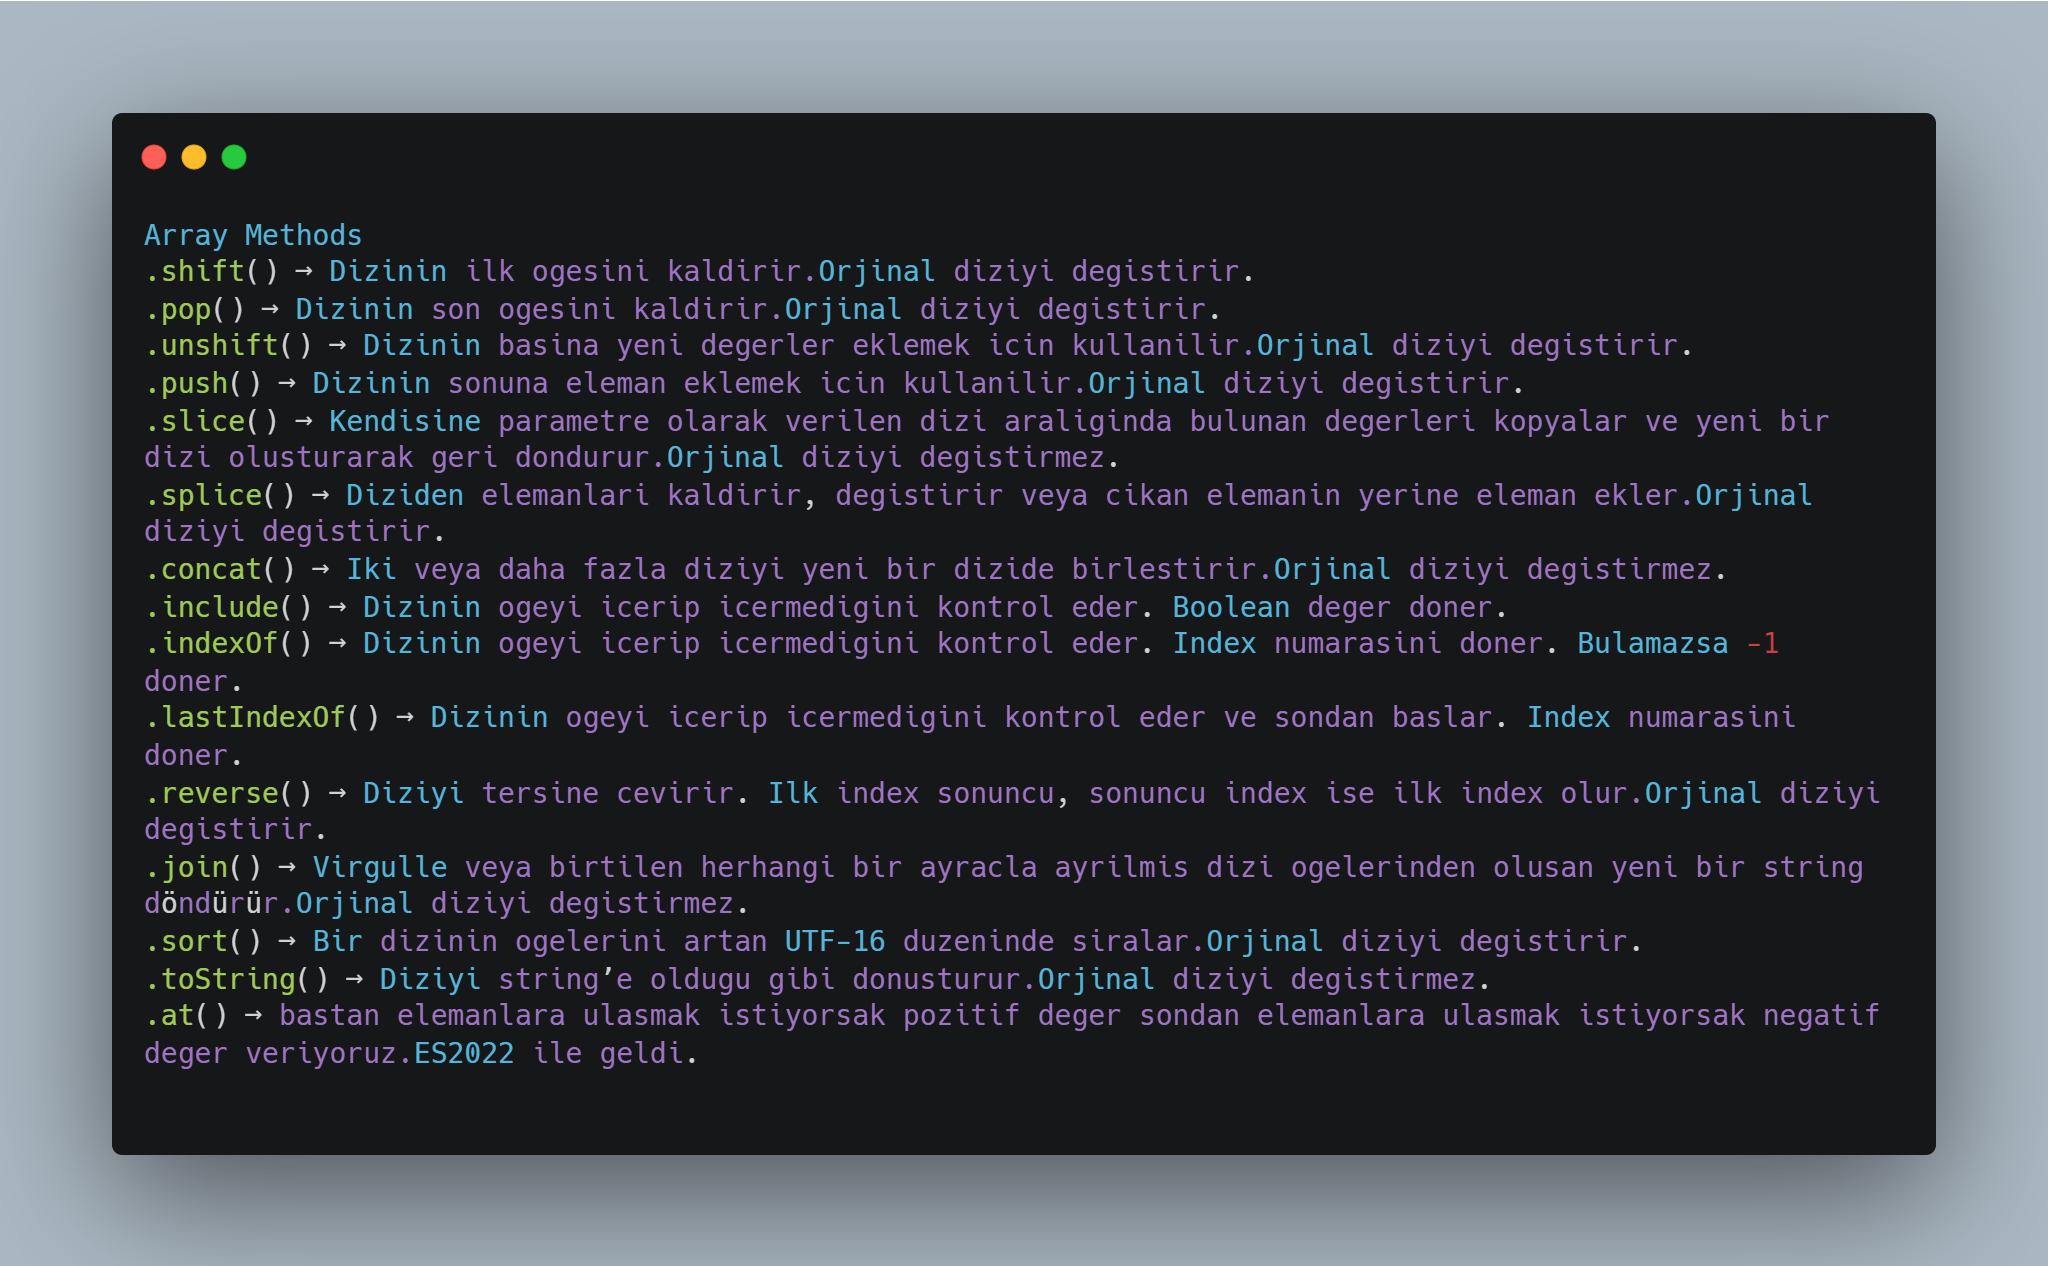 Array Methods
.shift() → Dizinin ilk ogesini kaldirir.Orjinal diziyi degistirir.
.pop() → Dizinin son ogesini kaldirir.Orjinal diziyi degistirir.
.unshift() → Dizinin basina yeni degerler eklemek icin kullanilir.Orjinal diziyi degistirir.
.push() → Dizinin sonuna eleman eklemek icin kullanilir.Orjinal diziyi degistirir.
.slice() → Kendisine parametre olarak verilen dizi araliginda bulunan degerleri kopyalar ve yeni bir
dizi olusturarak geri dondurur.Orjinal diziyi degistirmez.
.splice() → Diziden elemanlari kaldirir, degistirir veya cikan elemanin yerine eleman ekler.Orjinal
diziyi degistirir.
.concat() → Iki veya daha fazla diziyi yeni bir dizide birlestirir.Orjinal diziyi degistirmez.
.include() → Dizinin ogeyi icerip icermedigini kontrol eder. Boolean deger doner.
.indexOf() → Dizinin ogeyi icerip icermedigini kontrol eder. Index numarasini doner. Bulamazsa -1
doner.
.lastIndexOf() → Dizinin ogeyi icerip icermedigini kontrol eder ve sondan baslar. Index numarasini
doner.
.reverse() → Diziyi tersine cevirir. Ilk index sonuncu, sonuncu index ise ilk index olur.Orjinal diziyi
degistirir.
.join() → Virgulle veya birtilen herhangi bir ayracla ayrilmis dizi ogelerinden olusan yeni bir string
döndürür.Orjinal diziyi degistirmez.
.sort() → Bir dizinin ogelerini artan UTF-16 duzeninde siralar.Orjinal diziyi degistirir.
.toString() → Diziyi string’e oldugu gibi donusturur.Orjinal diziyi degistirmez.
.at() → bastan elemanlara ulasmak istiyorsak pozitif deger sondan elemanlara ulasmak istiyorsak negatif
deger veriyoruz.ES2022 ile geldi.